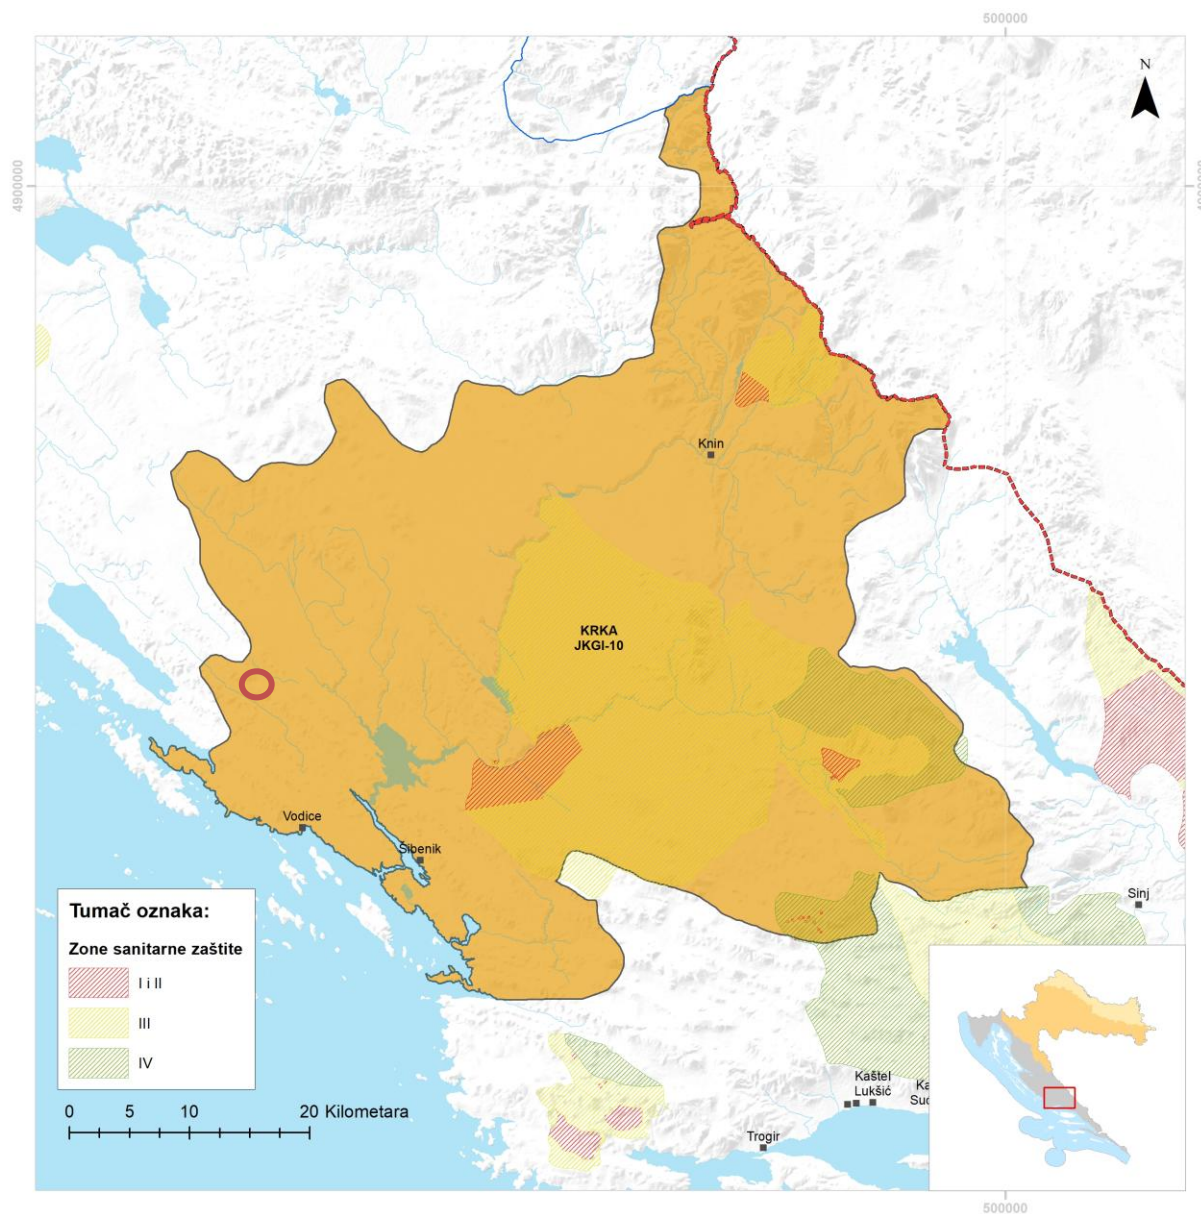 500000
N
4900000
Knin
KRKA
JKGI-10
Vodice
Šibenik
Sinj
Tumač oznaka:
Zone sanitarne zaštite
I i II
III
IV
0 5 10 20 Kilometara
Kaštel
Lukšić
Trogir
500000